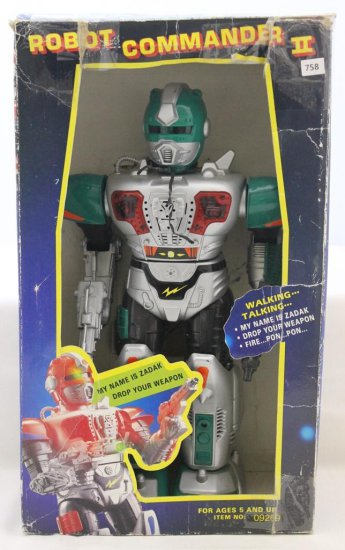 ROBOT COMMANDER II
758
WALKING...
TALKING...
• MY NAME IS ZADAK
• DROP YOUR WEAPON
• FIRE...PON...PON...
MY NAME IS ZADAK
DROP YOUR WEAPON
FOR AGES 5 AND UP
ITEM NO: 09269